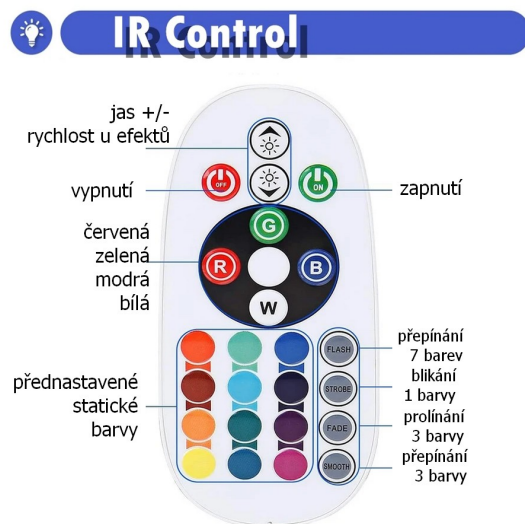 IR Control
jas +/-
rychlost u efektů
OFF
ON
vypnutí
zapnutí
G
R
B
W
červená
zelená
modrá
bílá
přednastavené
statické
barvy
FLASH
STROBE
FADE
SMOOTH
přepínání
7 barev
blikání
1 barvy
prolínání
3 barvy
přepínání
3 barvy